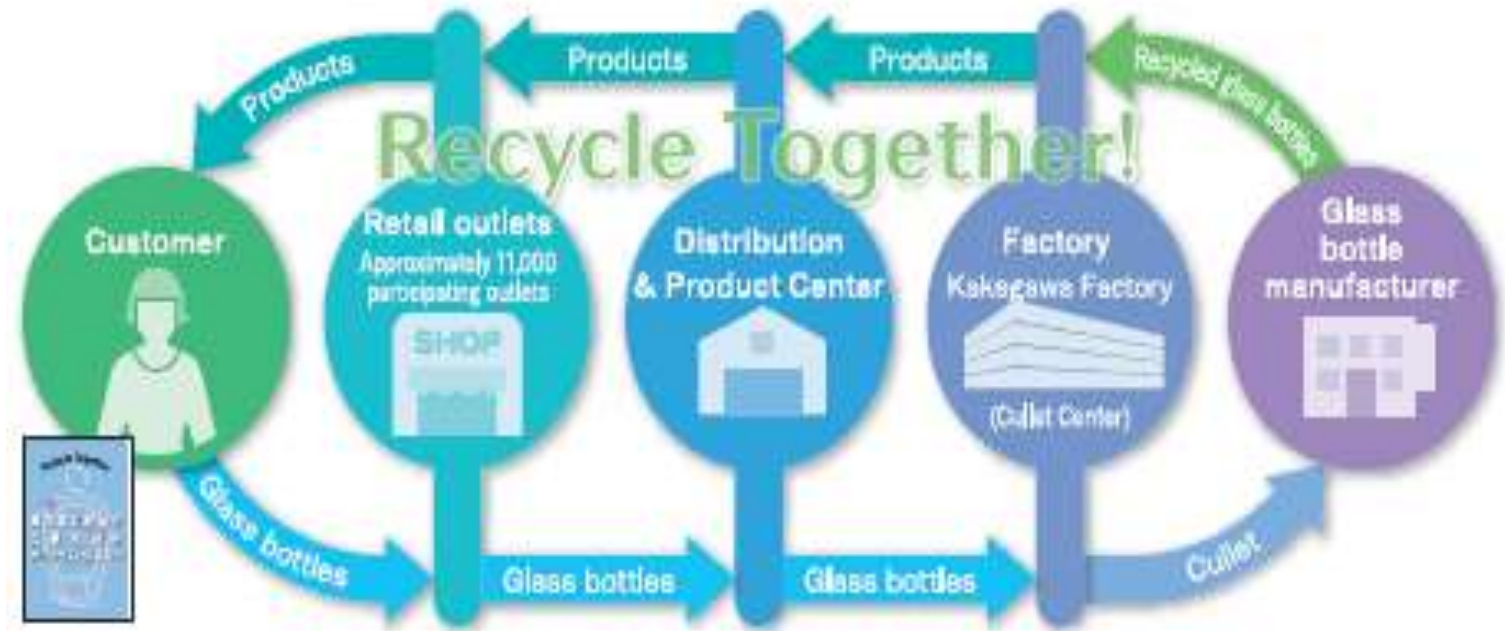 Products
Products
Products
Recycled glass bottles
Recycle Together!
Customer
Retail outlets
Approximately 11,000
participating outlets
SHOP
Distribution
& Product Center
Factory
Kakegawa Factory
(Cullet Center)
Glass
bottle
manufacturer
Glass bottles
Glass bottles
Glass bottles
Cullet